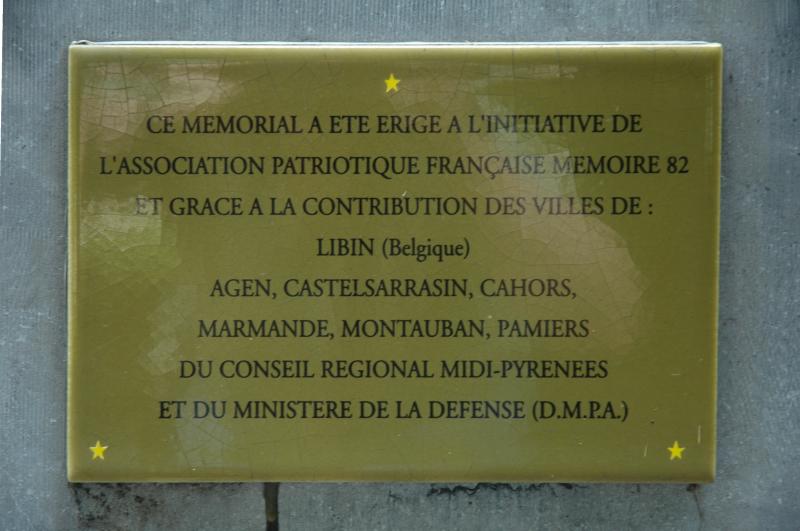 CE MEMORIAL A ETE ERIGE A L'INITIATIVE DE
L'ASSOCIATION PATRIOTIQUE FRANÇAISE MEMOIRE 82
ET GRACE A LA CONTRIBUTION DES VILLES DE :
LIBIN (Belgique)
AGEN, CASTELSARRASIN, CAHORS,
MARMANDE, MONTAUBAN, PAMIERS
DU CONSEIL REGIONAL MIDI-PYRENEES
ET DU MINISTERE DE LA DEFENSE (D.M.P.A.)